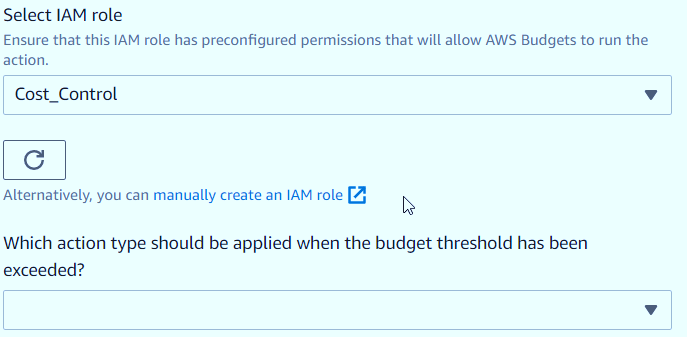 Select IAM role
Ensure that this IAM role has preconfigured permissions that will allow AWS Budgets to run the
action.
Cost_Control
Alternatively, you can manually create an IAM role
Which action type should be applied when the budget threshold has been
exceeded?